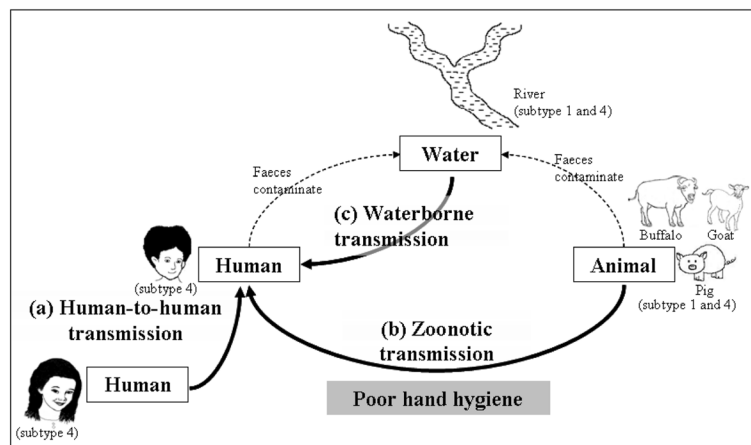 River
(subtype 1 and 4)
Water
Faeces
contaminate
Faeces
contaminate
(c) Waterborne
transmission
Buffalo
Goat
Human
Animal
(subtype 4)
Pig
(subtype 1 and 4)
(a) Human-to-human
transmission
(b) Zoonotic
transmission
Human
Poor hand hygiene
(subtype 4)